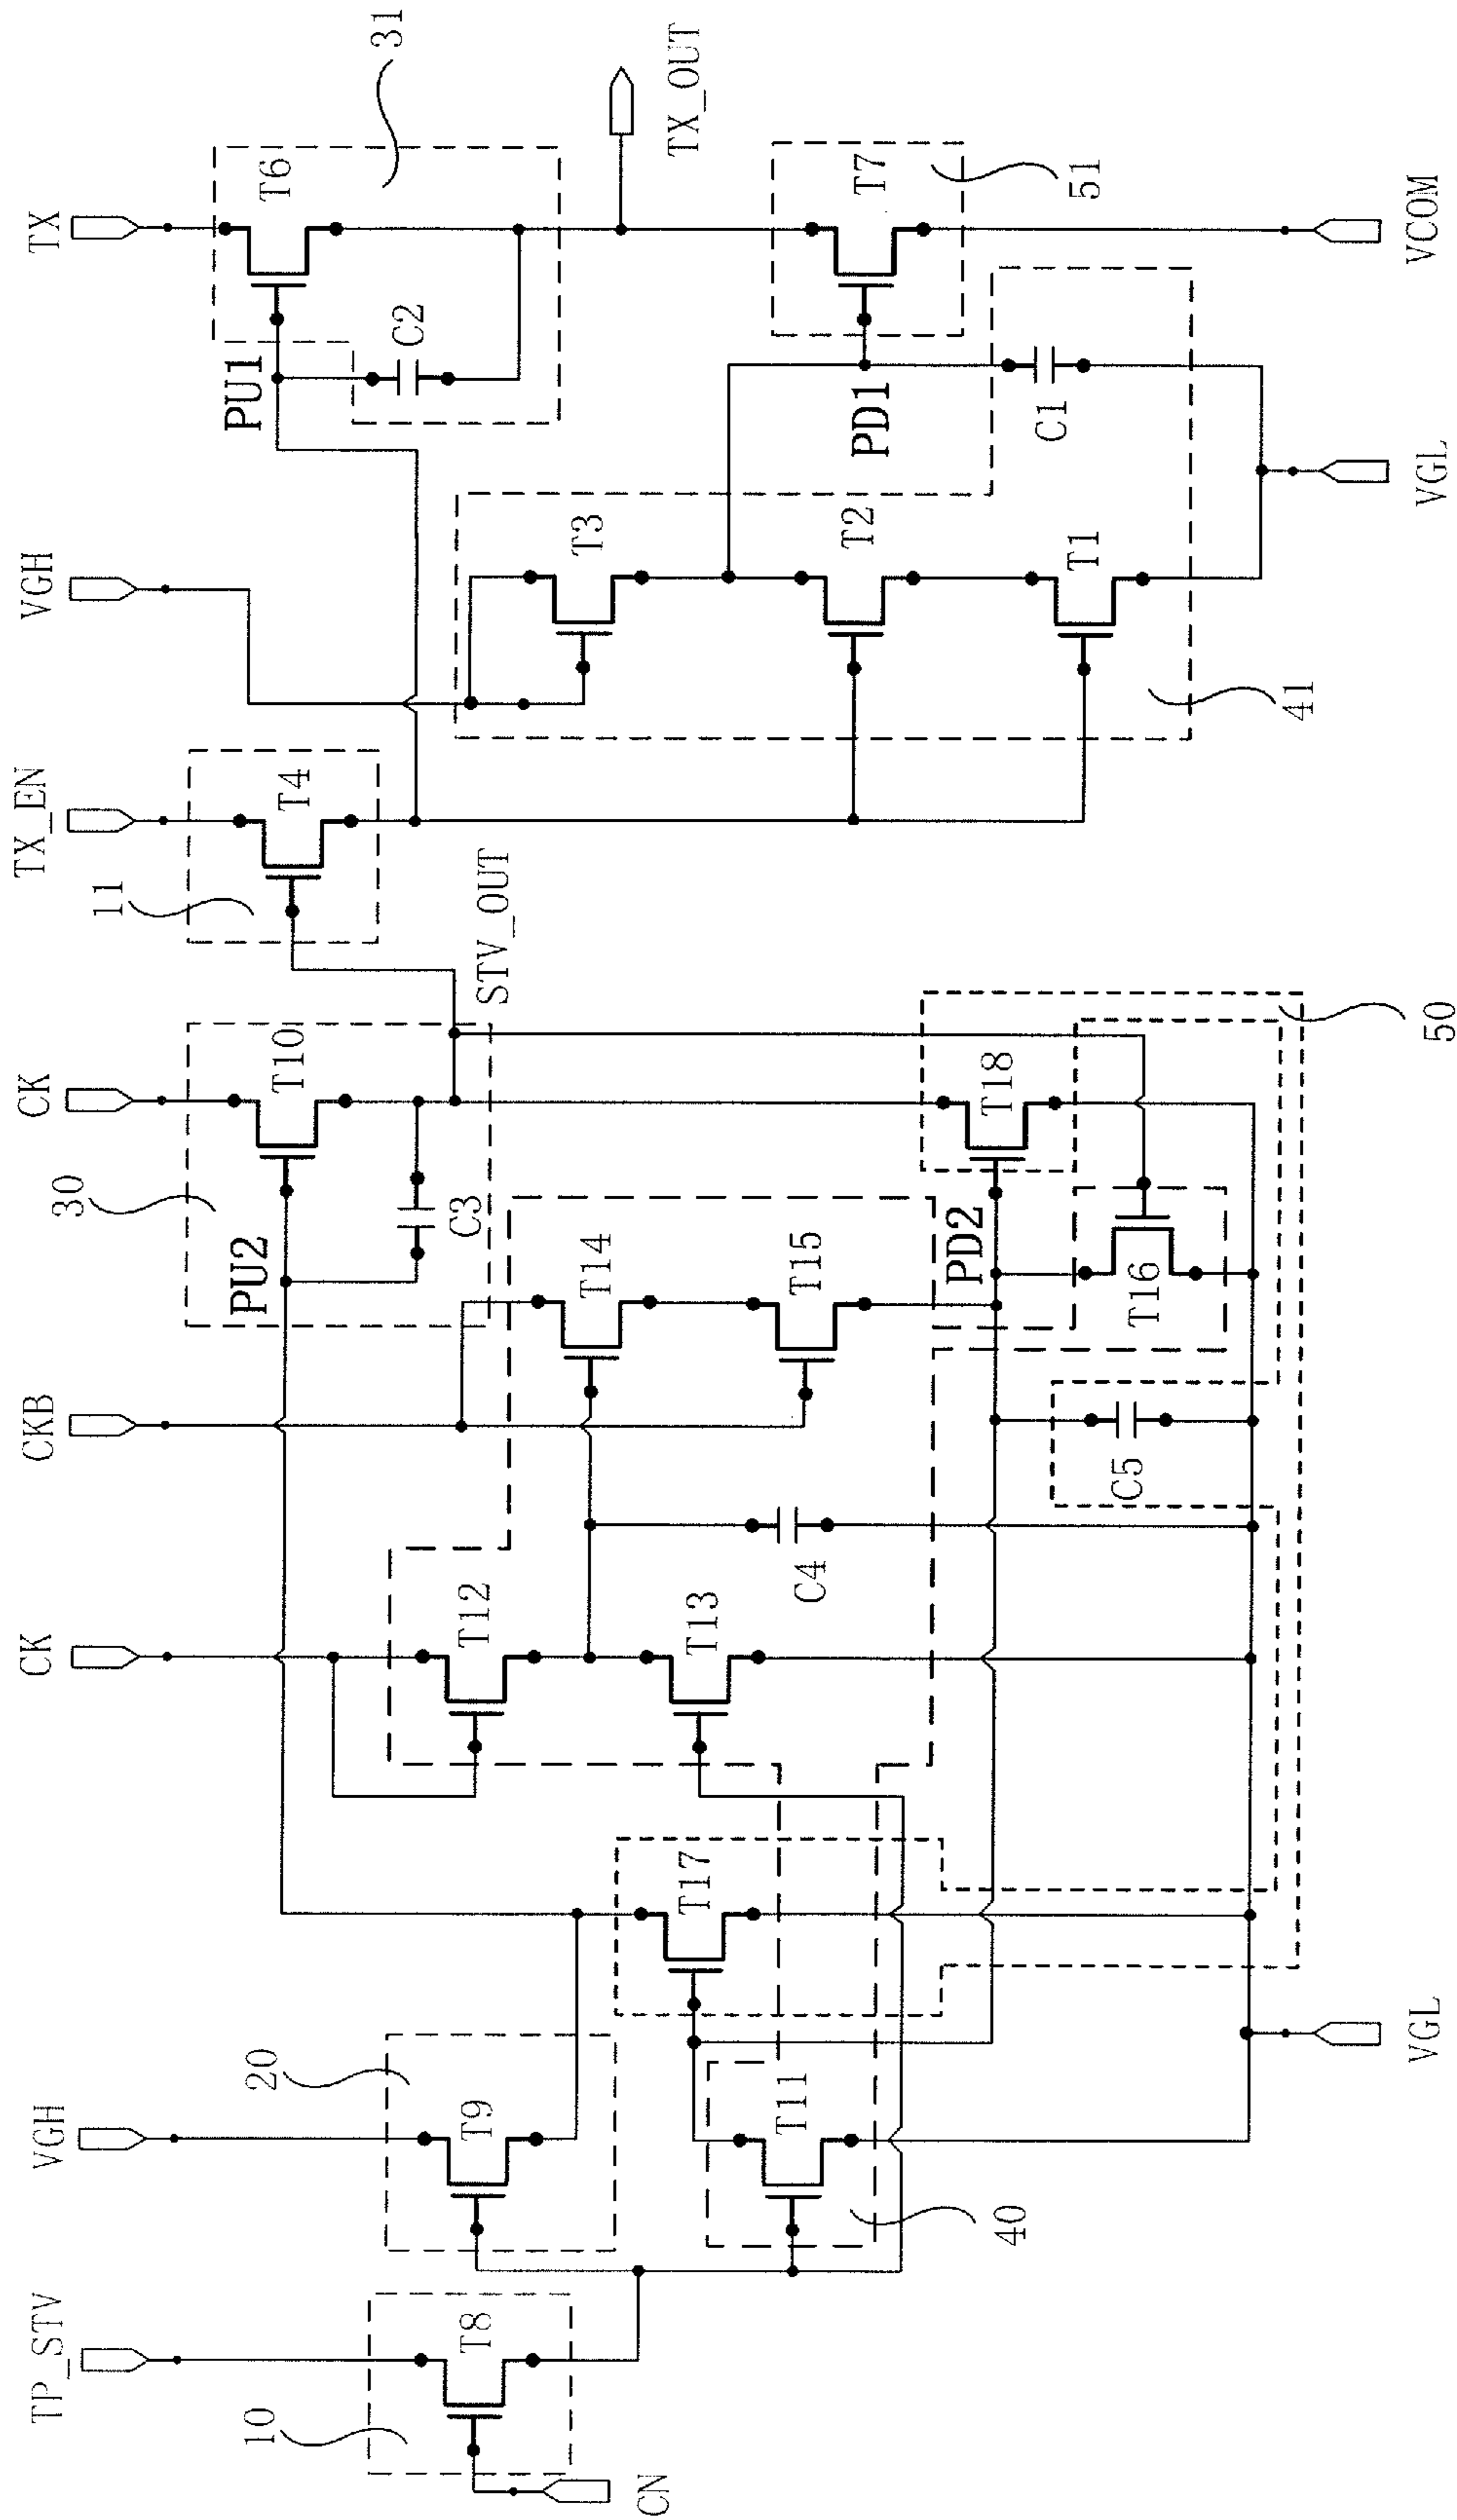 TP_STV
VGH
CK
CKB
CK
TX_EN
VGH
TX
10
T8
CN
20
T9
T17
T11
40
T12
T13
C4
30
PU2
T10
C3
T14
T15
PD2
T18
T16
C5
50
STV_OUT
11
T4
T3
T2
T1
41
PU1
T6
C2
31
TX_OUT
PD1
C1
T7
51
VGL
VGL
VCOM